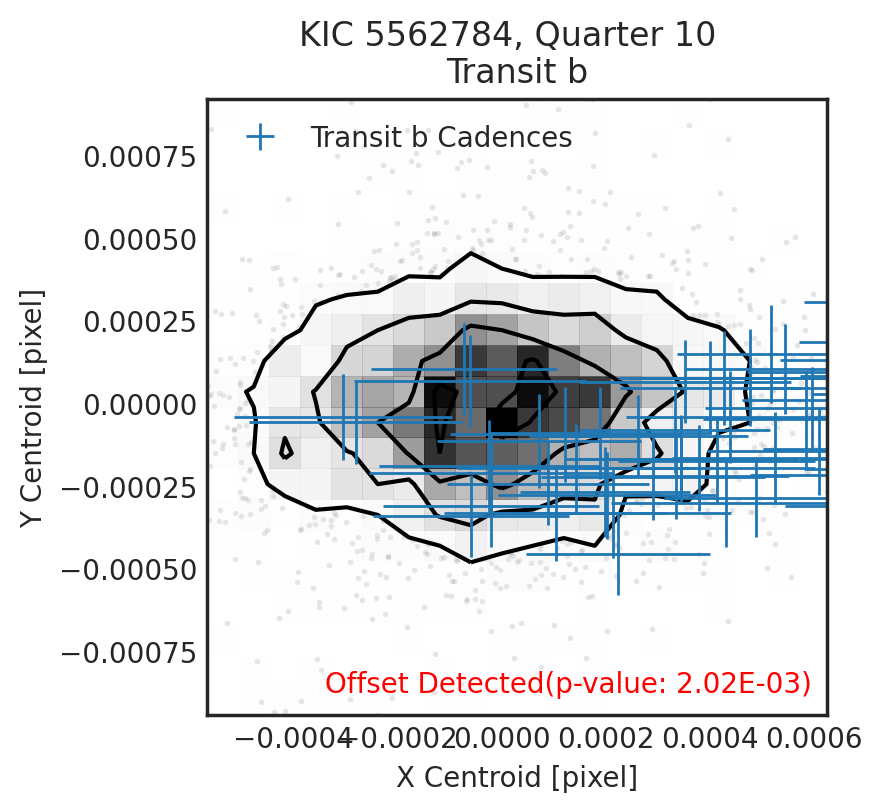 KIC 5562784, Quarter 10
Transit b
Transit b Cadences
0.00075
0.00050
0.00025
0.00000
−0.00025
−0.00050
−0.00075
Y Centroid [pixel]
Offset Detected(p-value: 2.02E-03)
−0.0004 −0.0002 0.0000 0.0002 0.0004 0.0006
X Centroid [pixel]